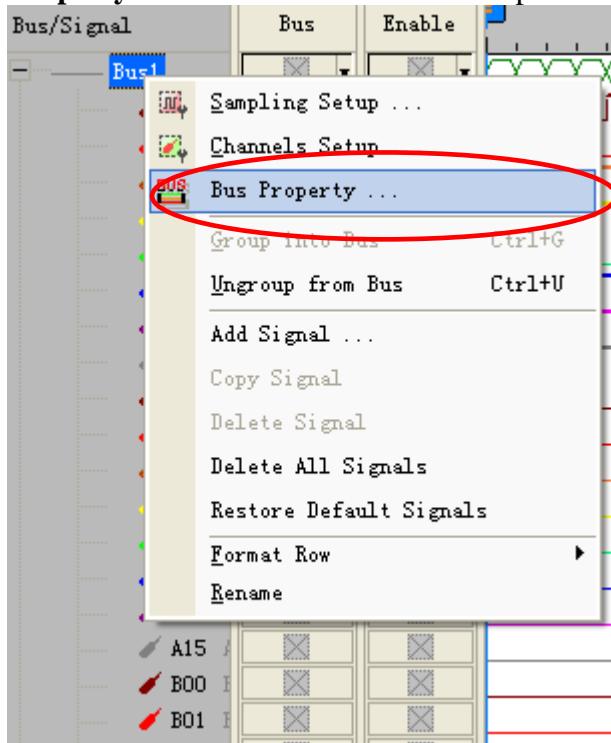 Bus/Signal Bus Enable
Bus1
Sampling Setup ...
Channels Setup
BUS Bus Property ...
Group into Bus Ctrl+G
Ungroup from Bus Ctrl+U
Add Signal ...
Copy Signal
Delete Signal
Delete All Signals
Restore Default Signals
Format Row
Rename
A15
B00
B01